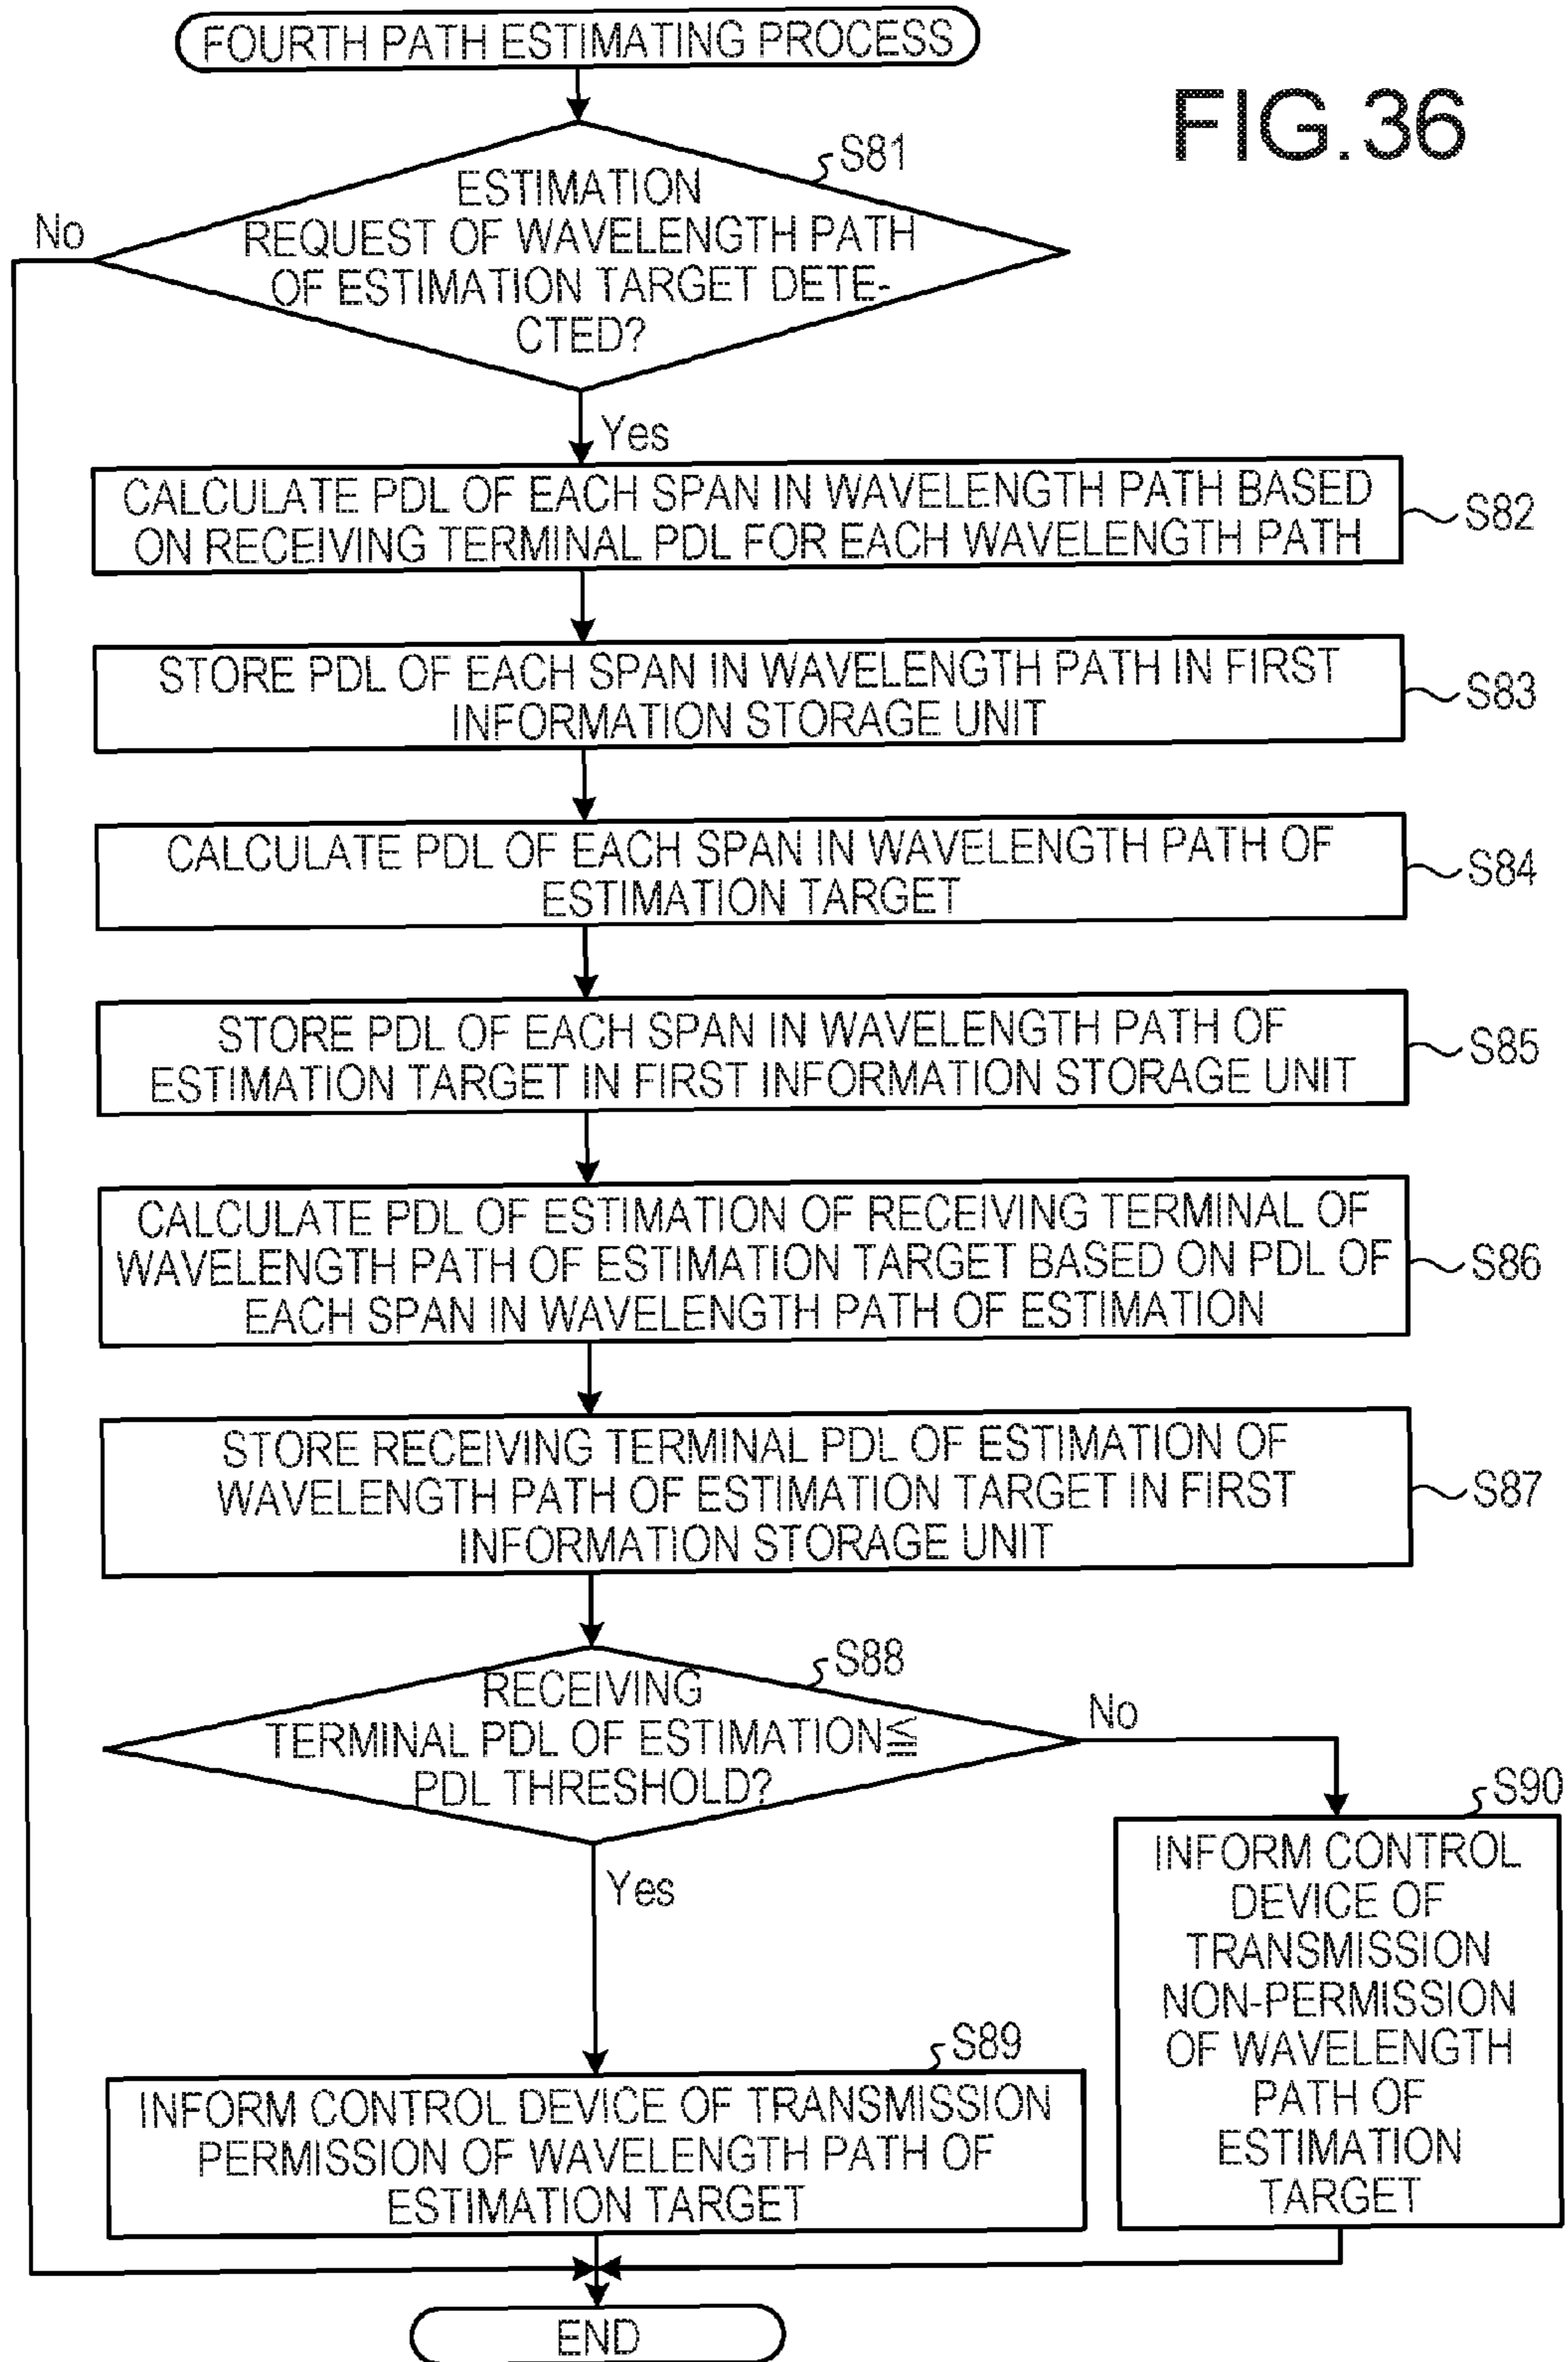 FOURTH PATH ESTIMATING PROCESS
FIG.36
S81
ESTIMATION
REQUEST OF WAVELENGTH PATH
OF ESTIMATION TARGET DETE-
CTED?
No
Yes
CALCULATE PDL OF EACH SPAN IN WAVELENGTH PATH BASED
ON RECEIVING TERMINAL PDL FOR EACH WAVELENGTH PATH
S82
STORE PDL OF EACH SPAN IN WAVELENGTH PATH IN FIRST
INFORMATION STORAGE UNIT
S83
CALCULATE PDL OF EACH SPAN IN WAVELENGTH PATH OF
ESTIMATION TARGET
S84
STORE PDL OF EACH SPAN IN WAVELENGTH PATH OF
ESTIMATION TARGET IN FIRST INFORMATION STORAGE UNIT
S85
CALCULATE PDL OF ESTIMATION OF RECEIVING TERMINAL OF
WAVELENGTH PATH OF ESTIMATION TARGET BASED ON PDL OF
EACH SPAN IN WAVELENGTH PATH OF ESTIMATION
S86
STORE RECEIVING TERMINAL PDL OF ESTIMATION OF
WAVELENGTH PATH OF ESTIMATION TARGET IN FIRST
INFORMATION STORAGE UNIT
S87
S88
RECEIVING
TERMINAL PDL OF ESTIMATION≦
PDL THRESHOLD?
No
Yes
S90
INFORM CONTROL
DEVICE OF
TRANSMISSION
NON-PERMISSION
OF WAVELENGTH
PATH OF
ESTIMATION
TARGET
S89
INFORM CONTROL DEVICE OF TRANSMISSION
PERMISSION OF WAVELENGTH PATH OF
ESTIMATION TARGET
END